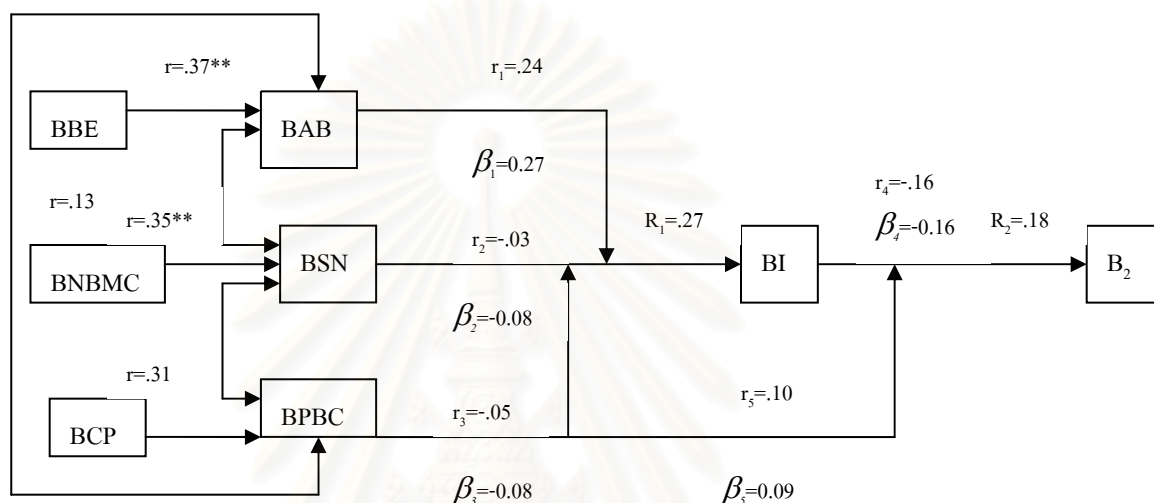 r=.37**
r₁=.24
BBE
BAB
β₁=0.27
r₄=-.16
r=.13
r=.35**
R₁=.27
β₄=-0.16
R₂=.18
r₂=-.03
BNBMC
BSN
BI
B₂
β₂=-0.08
r=.31
r₃=-.05
r₅=.10
BCP
BPBC
β₃=-0.08
β₅=0.09